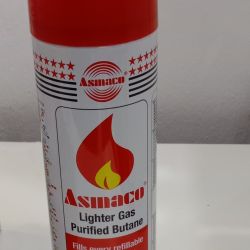 Asmaco
Asmaco
Lighter Gas
Purified Butane
Fills every refillable